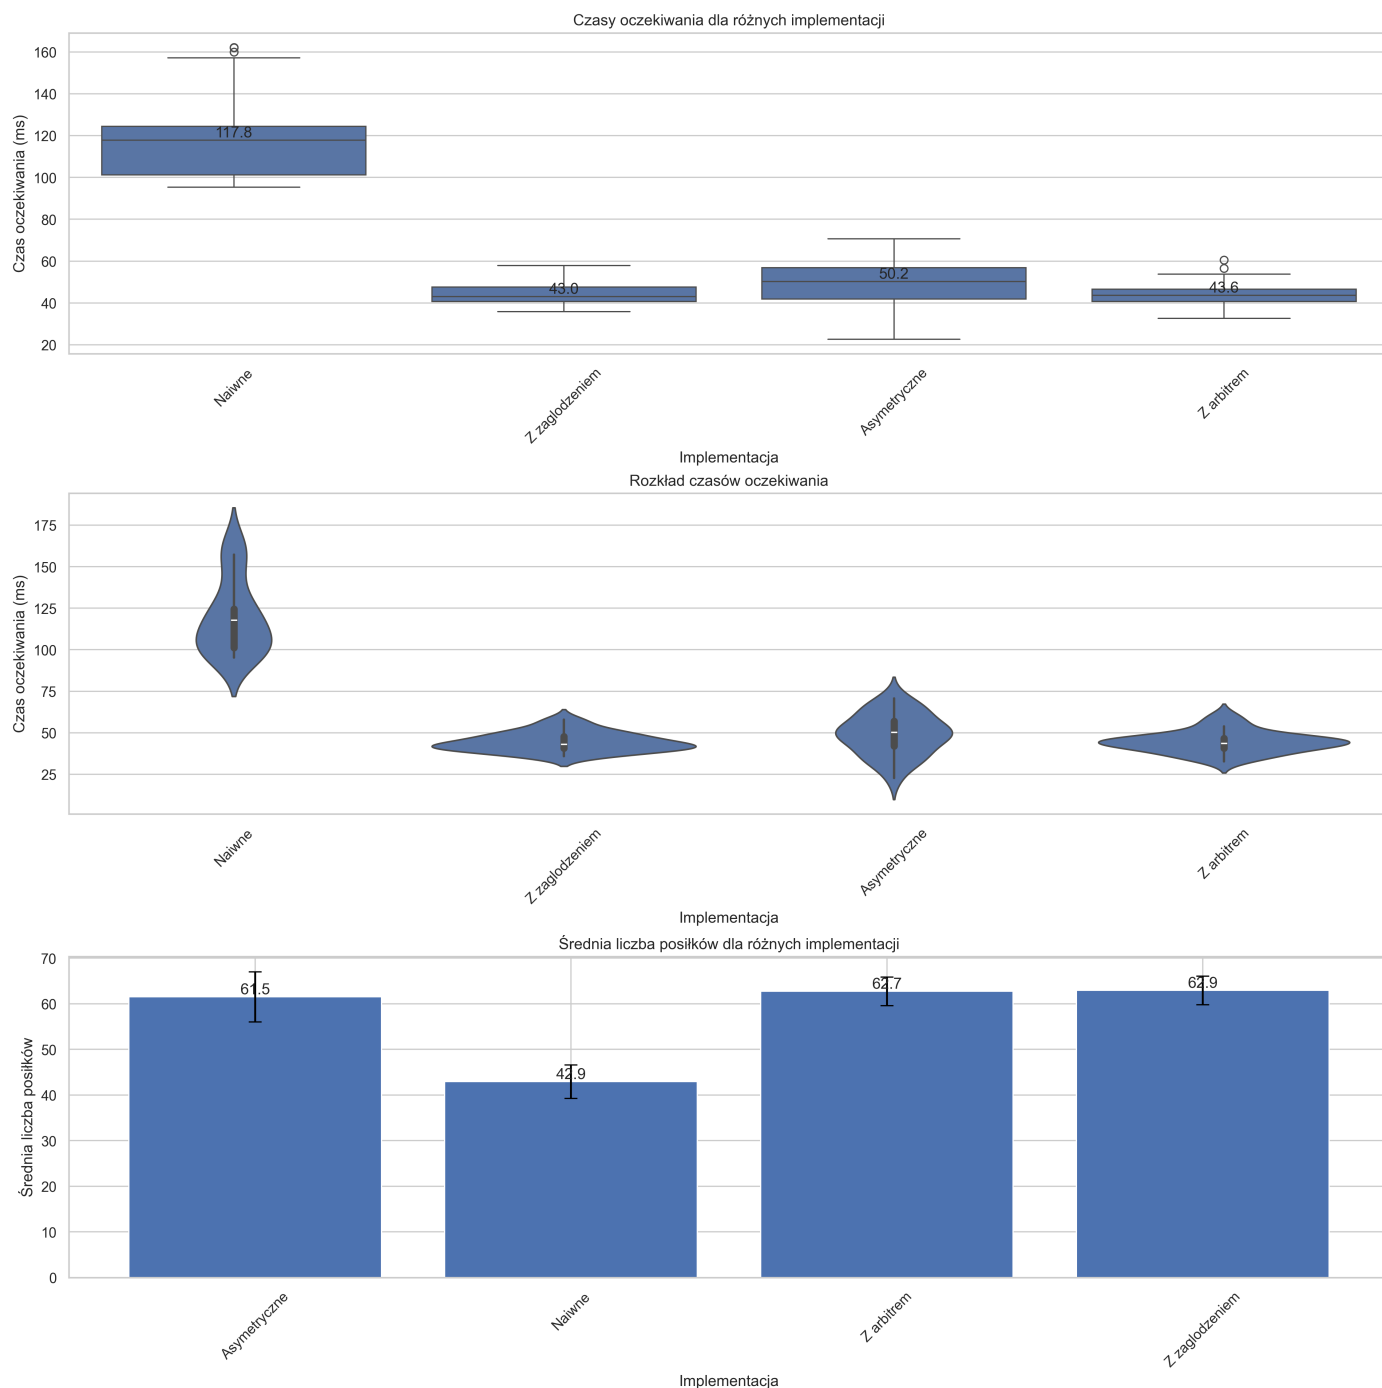 Czasy oczekiwania dla różnych implementacji
Czas oczekiwania (ms)
160
140
120
100
80
60
40
20
117.8
43.0
50.2
43.6
Naiwne
Z zaglodzeniem
Asymetryczne
Z arbitrem
Implementacja
Rozkład czasów oczekiwania
Czas oczekiwania (ms)
175
150
125
100
75
50
25
Naiwne
Z zaglodzeniem
Asymetryczne
Z arbitrem
Implementacja
Średnia liczba posiłków dla różnych implementacji
Średnia liczba posiłków
70
60
50
40
30
20
10
0
61.5
42.9
62.7
62.9
Asymetryczne
Naiwne
Z arbitrem
Z zaglodzeniem
Implementacja